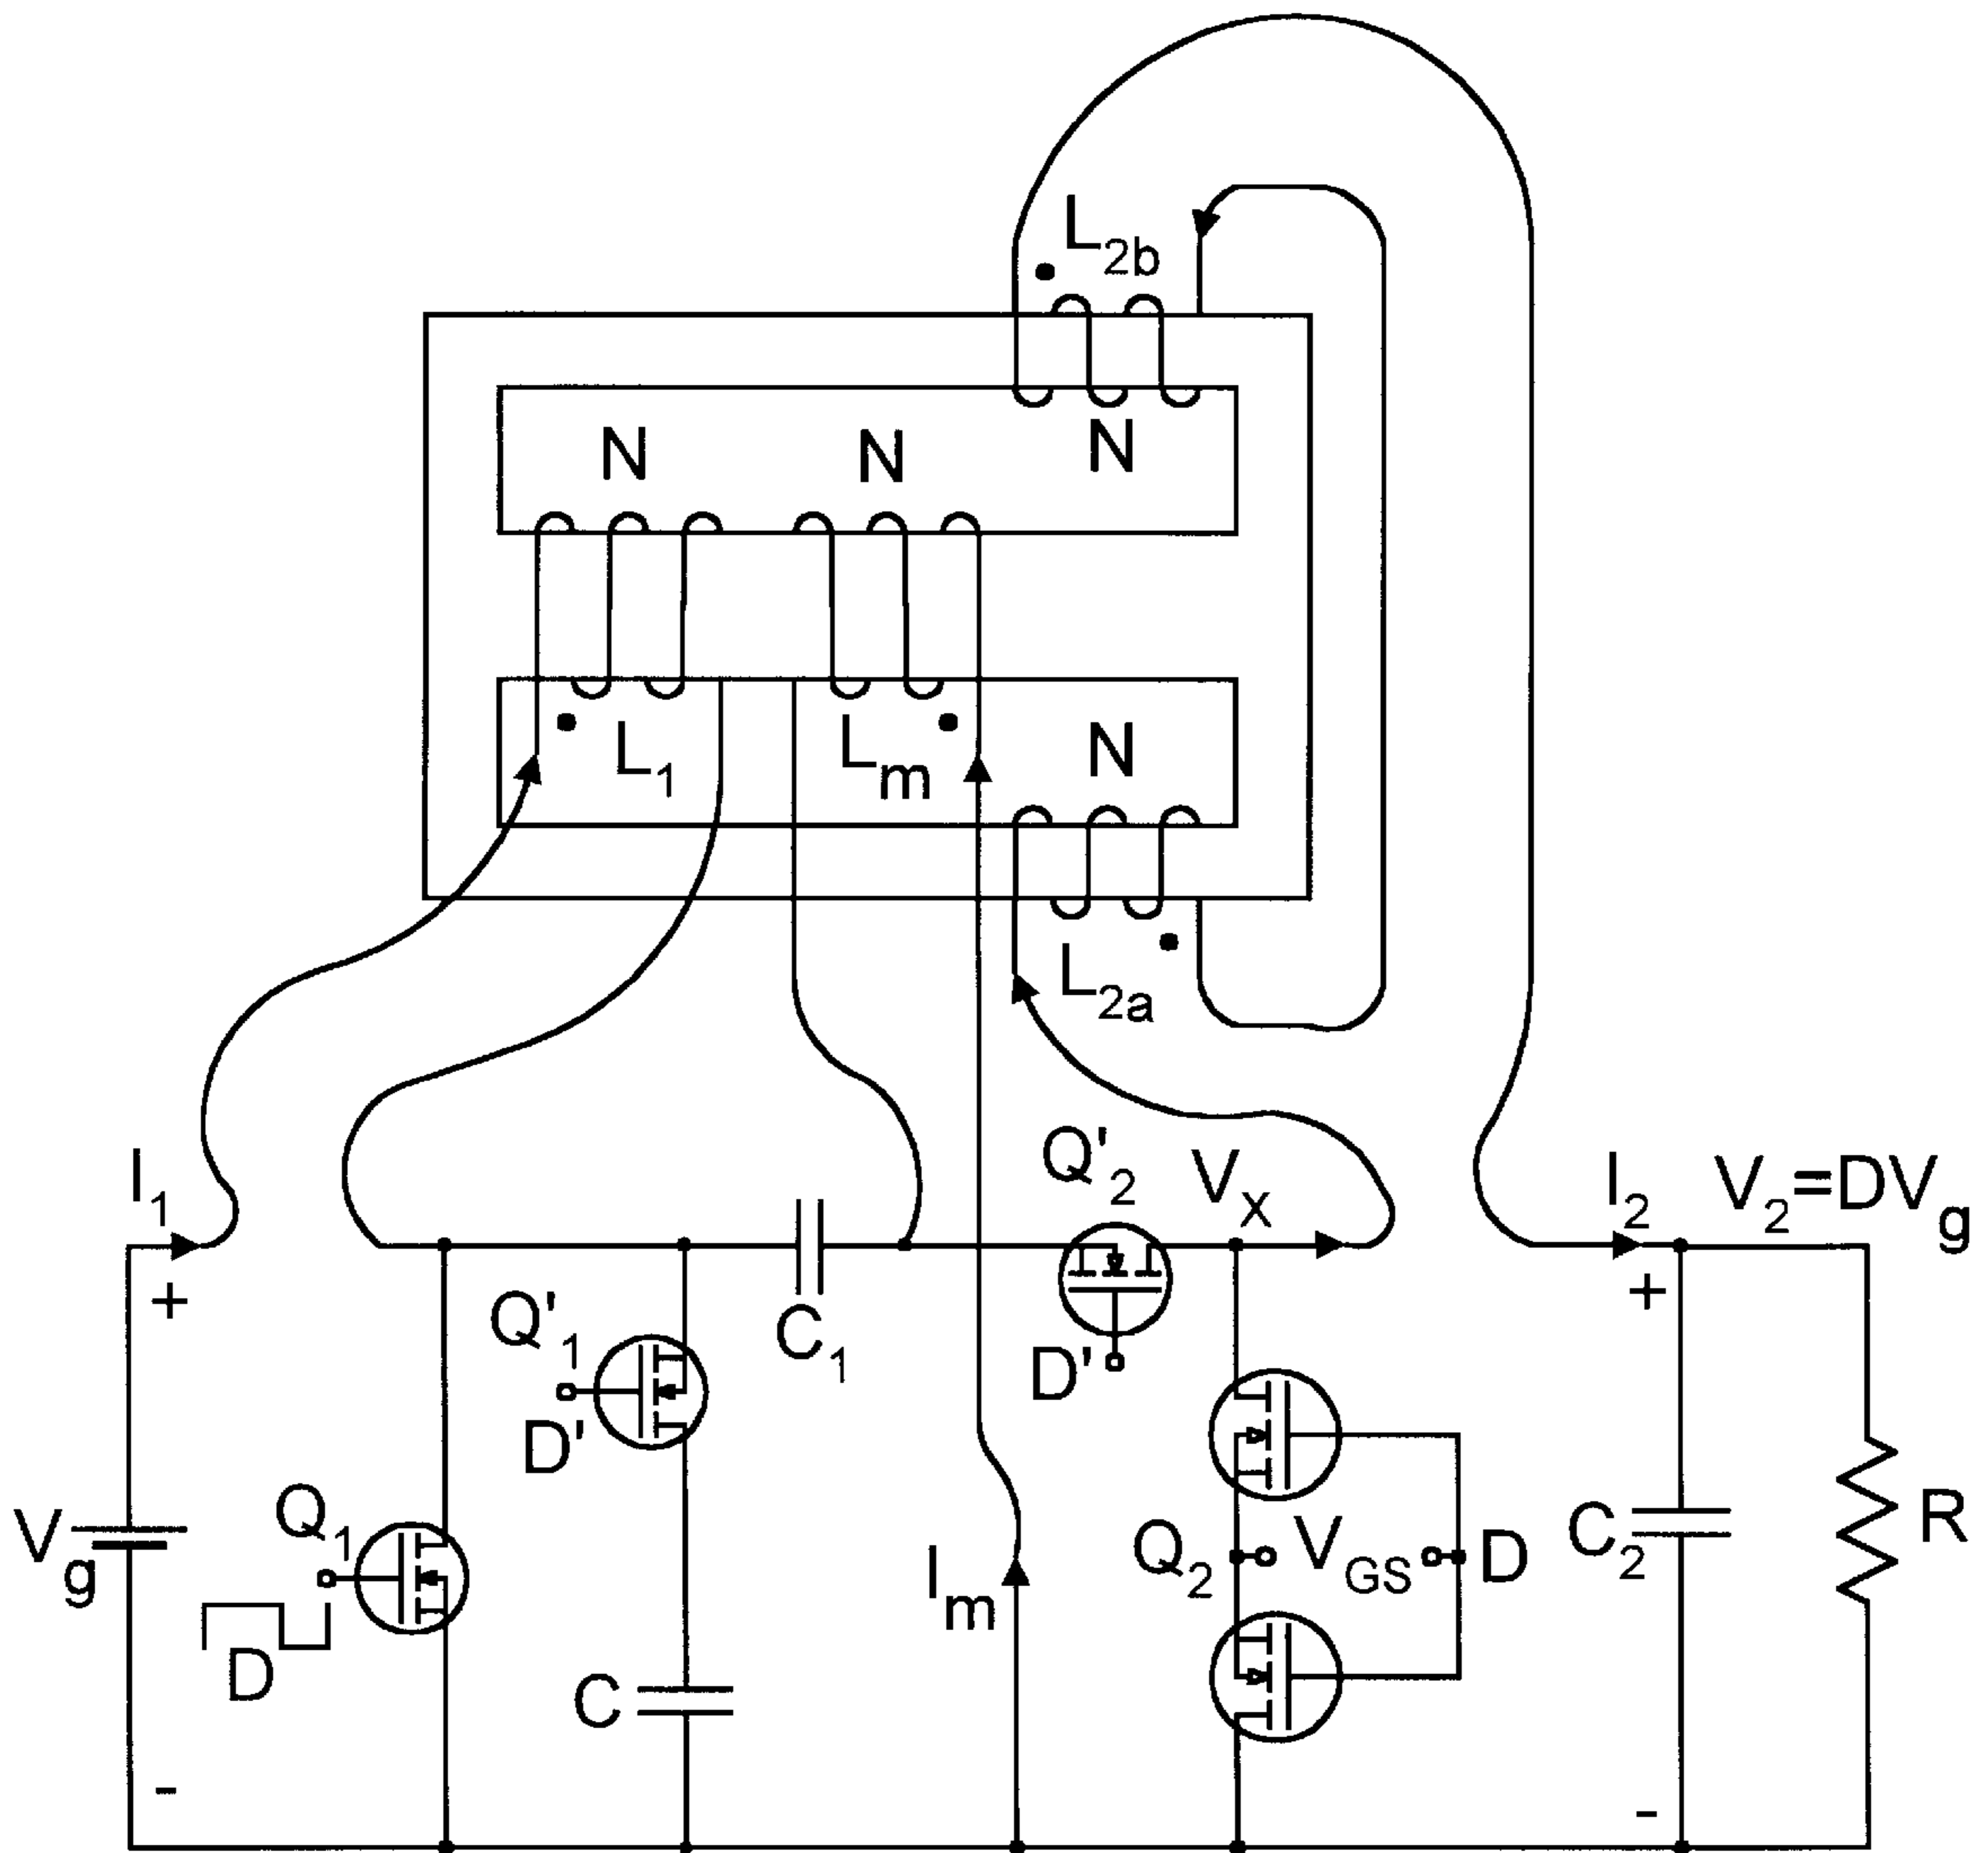 L2b
N N N
L1 Lm N
L2a
I1 Q'2 VX I2 V2=DVg
+ +
Q'1 C1
D' D'
Vg Q1 Q2 VGS D C2 R
D Im
C
- -